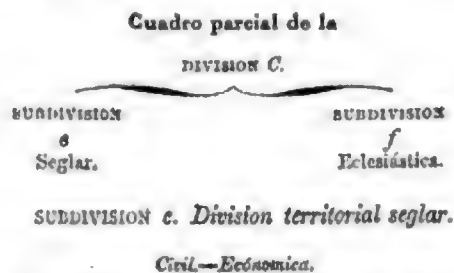 Cuadro parcial de la
DIVISION C.
SUBDIVISION SUBDIVISION
e f
Seglar. Eclesiástica.
SUBDIVISION e. Division territorial seglar.
Civil.—Económica.